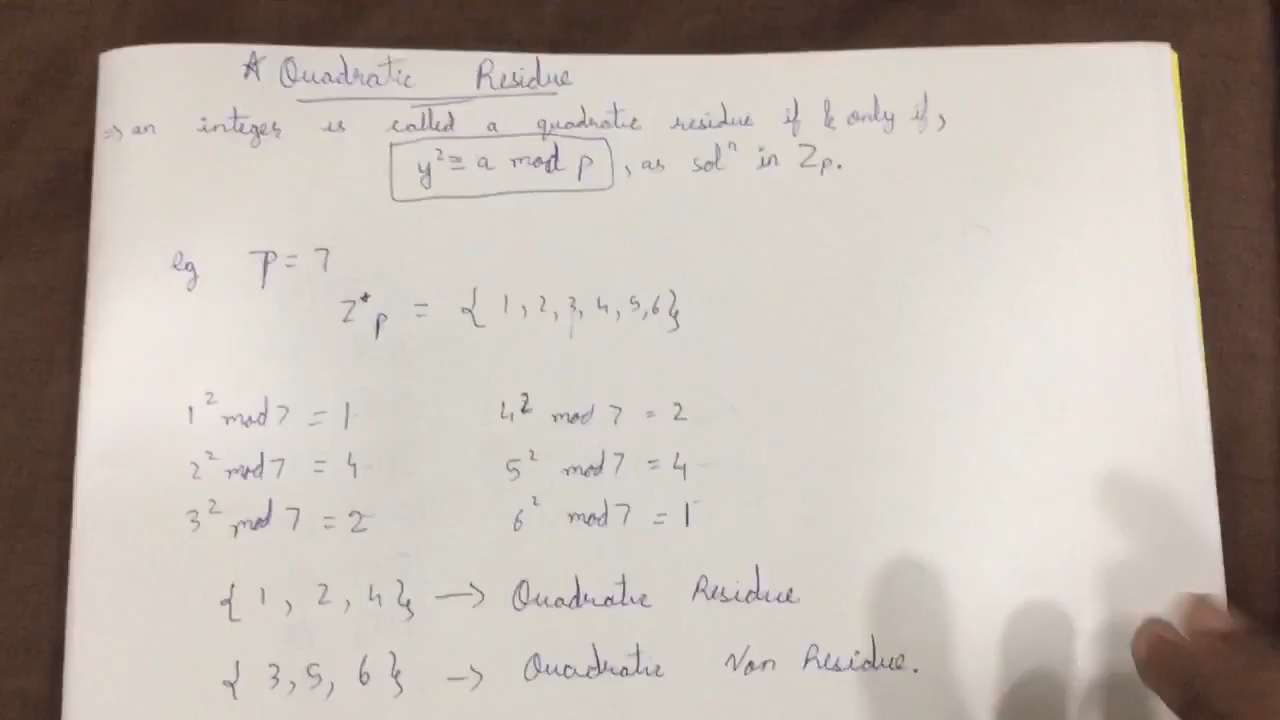 ☆ Quadratic Residue
⇒ an integer is called a quadratic residue if & only if,
y² ≅ a mod p, as solⁿ in Zp.
eg p = 7
Z*p = { 1, 2, 3, 4, 5, 6 }
1² mod 7 = 1 4² mod 7 = 2
2² mod 7 = 4 5² mod 7 = 4
3² mod 7 = 2 6² mod 7 = 1
{ 1, 2, 4 } → Quadratic Residue
{ 3, 5, 6 } → Quadratic Non Residue.